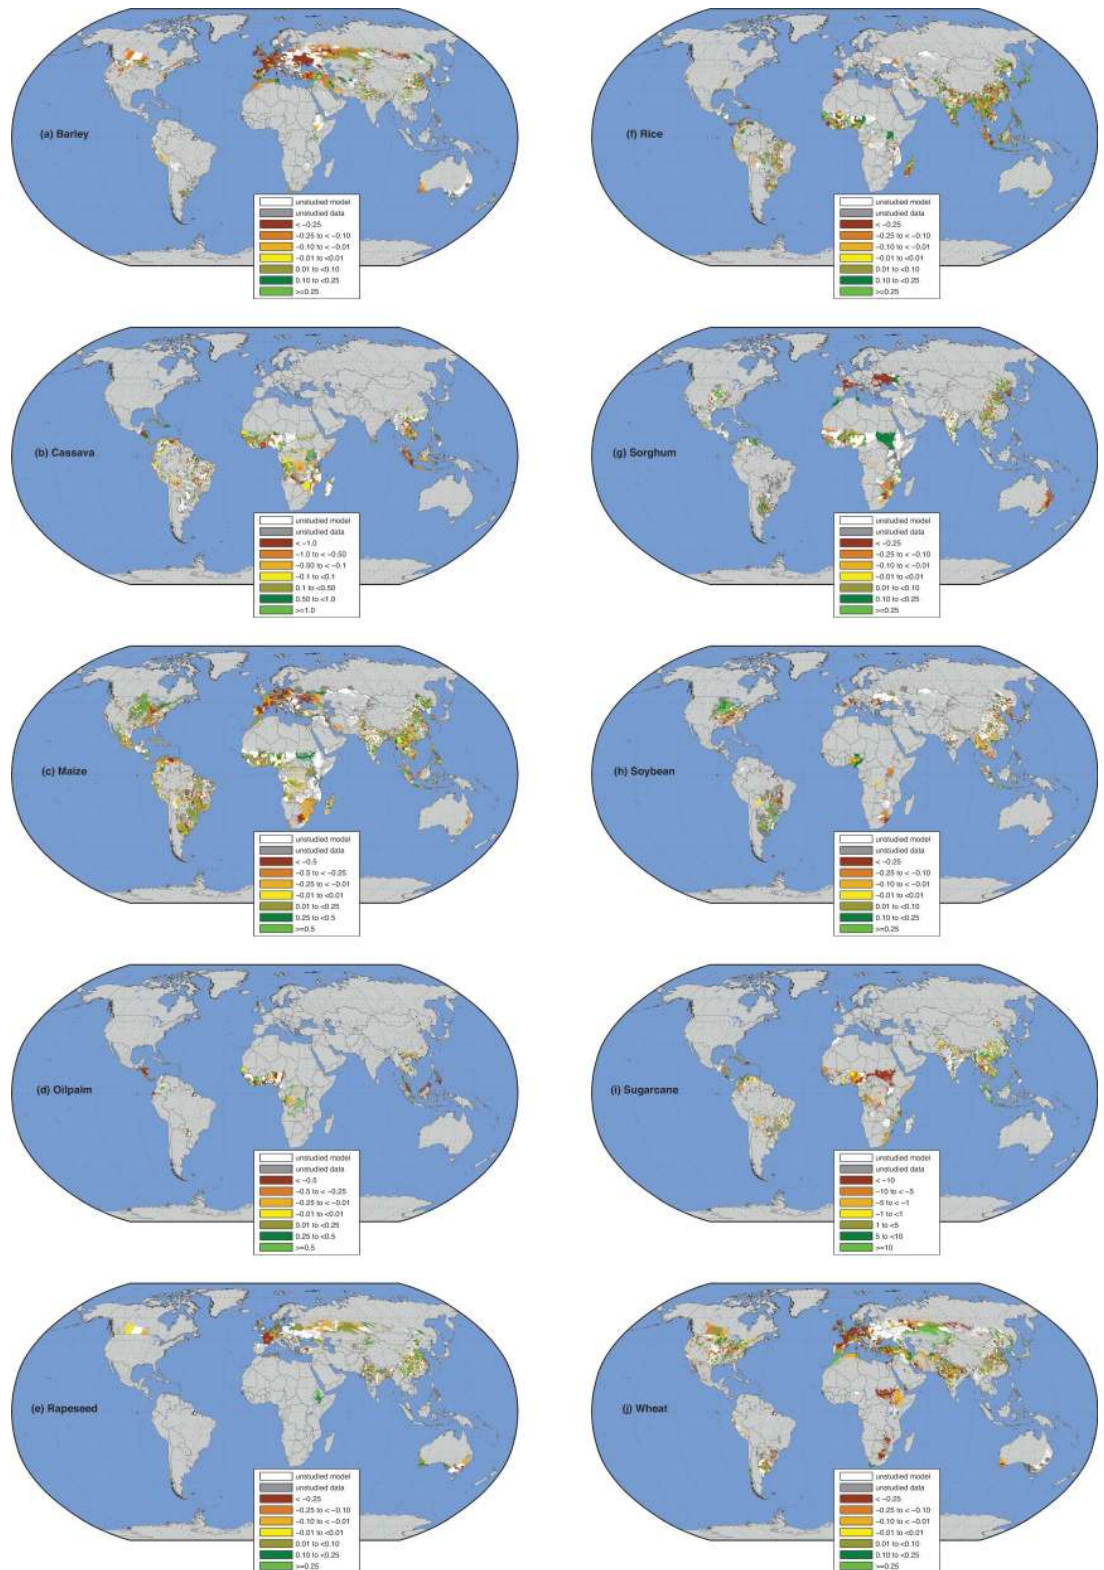 (a) Barley
unstudied model
unstudied data
< −0.25
−0.25 to < −0.10
−0.10 to < −0.01
−0.01 to <0.01
0.01 to <0.10
0.10 to <0.25
>=0.25
(f) Rice
unstudied model
unstudied data
< −0.25
−0.25 to < −0.10
−0.10 to < −0.01
−0.01 to <0.01
0.01 to <0.10
0.10 to <0.25
>=0.25
(b) Cassava
unstudied model
unstudied data
< −1.0
−1.0 to < −0.50
−0.50 to < −0.1
−0.1 to <0.1
0.1 to <0.50
0.50 to <1.0
>=1.0
(g) Sorghum
unstudied model
unstudied data
< −0.25
−0.25 to < −0.10
−0.10 to < −0.01
−0.01 to <0.01
0.01 to <0.10
0.10 to <0.25
>=0.25
(c) Maize
unstudied model
unstudied data
< −0.5
−0.5 to < −0.25
−0.25 to < −0.01
−0.01 to <0.01
0.01 to <0.25
0.25 to <0.5
>=0.5
(h) Soybean
unstudied model
unstudied data
< −0.25
−0.25 to < −0.10
−0.10 to < −0.01
−0.01 to <0.01
0.01 to <0.10
0.10 to <0.25
>=0.25
(d) Oilpalm
unstudied model
unstudied data
< −0.5
−0.5 to < −0.25
−0.25 to < −0.01
−0.01 to <0.01
0.01 to <0.25
0.25 to <0.5
>=0.5
(i) Sugarcane
unstudied model
unstudied data
< −10
−10 to < −5
−5 to < −1
−1 to <1
1 to <5
5 to <10
>=10
(e) Rapeseed
unstudied model
unstudied data
< −0.25
−0.25 to < −0.10
−0.10 to < −0.01
−0.01 to <0.01
0.01 to <0.10
0.10 to <0.25
>=0.25
(j) Wheat
unstudied model
unstudied data
< −0.25
−0.25 to < −0.10
−0.10 to < −0.01
−0.01 to <0.01
0.01 to <0.10
0.10 to <0.25
>=0.25